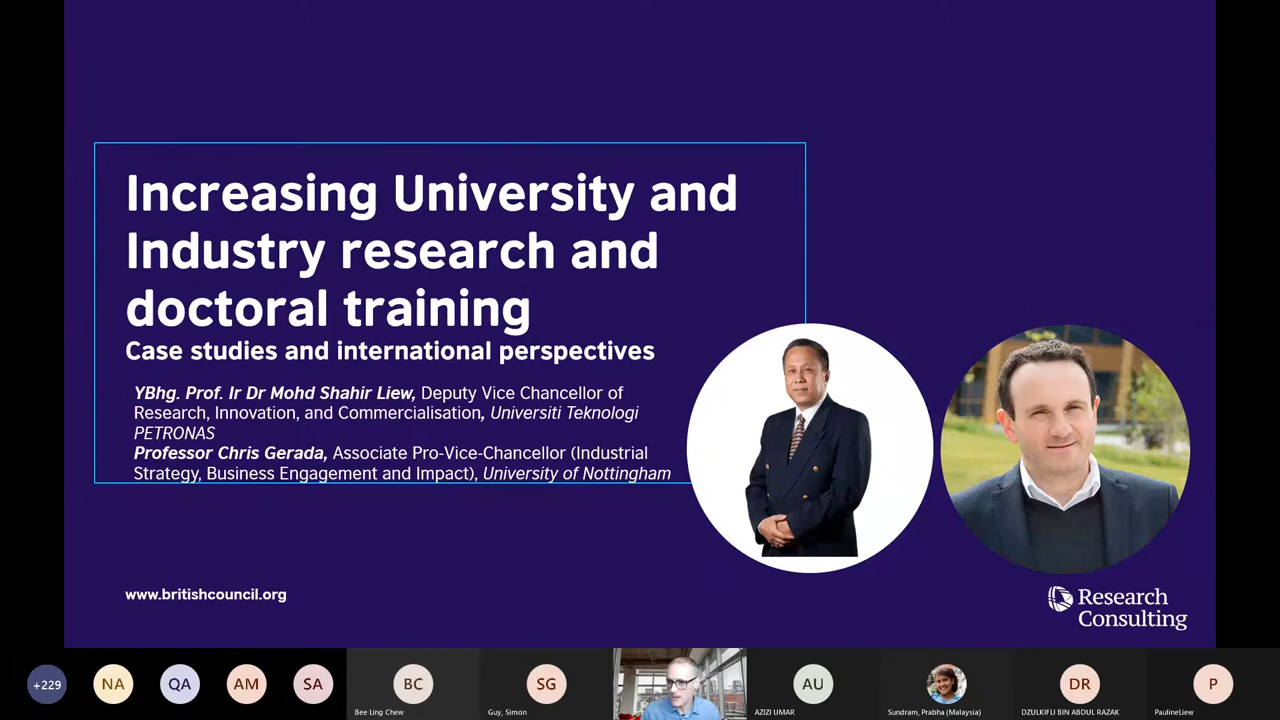 Increasing University and
Industry research and
doctoral training
Case studies and international perspectives
YBhg. Prof. Ir Dr Mohd Shahir Liew, Deputy Vice Chancellor of
Research, Innovation, and Commercialisation, Universiti Teknologi
PETRONAS
Professor Chris Gerada, Associate Pro-Vice-Chancellor (Industrial
Strategy, Business Engagement and Impact), University of Nottingham
www.britishcouncil.org
Research
Consulting
+229
NA
QA
AM
SA
BC
Bee Ling Chew
SG
Guy, Simon
AU
AZIZI UMAR
Sundram, Prabha (Malaysia)
DR
DZULKIFLI BIN ABDUL RAZAK
P
PaulineLiew